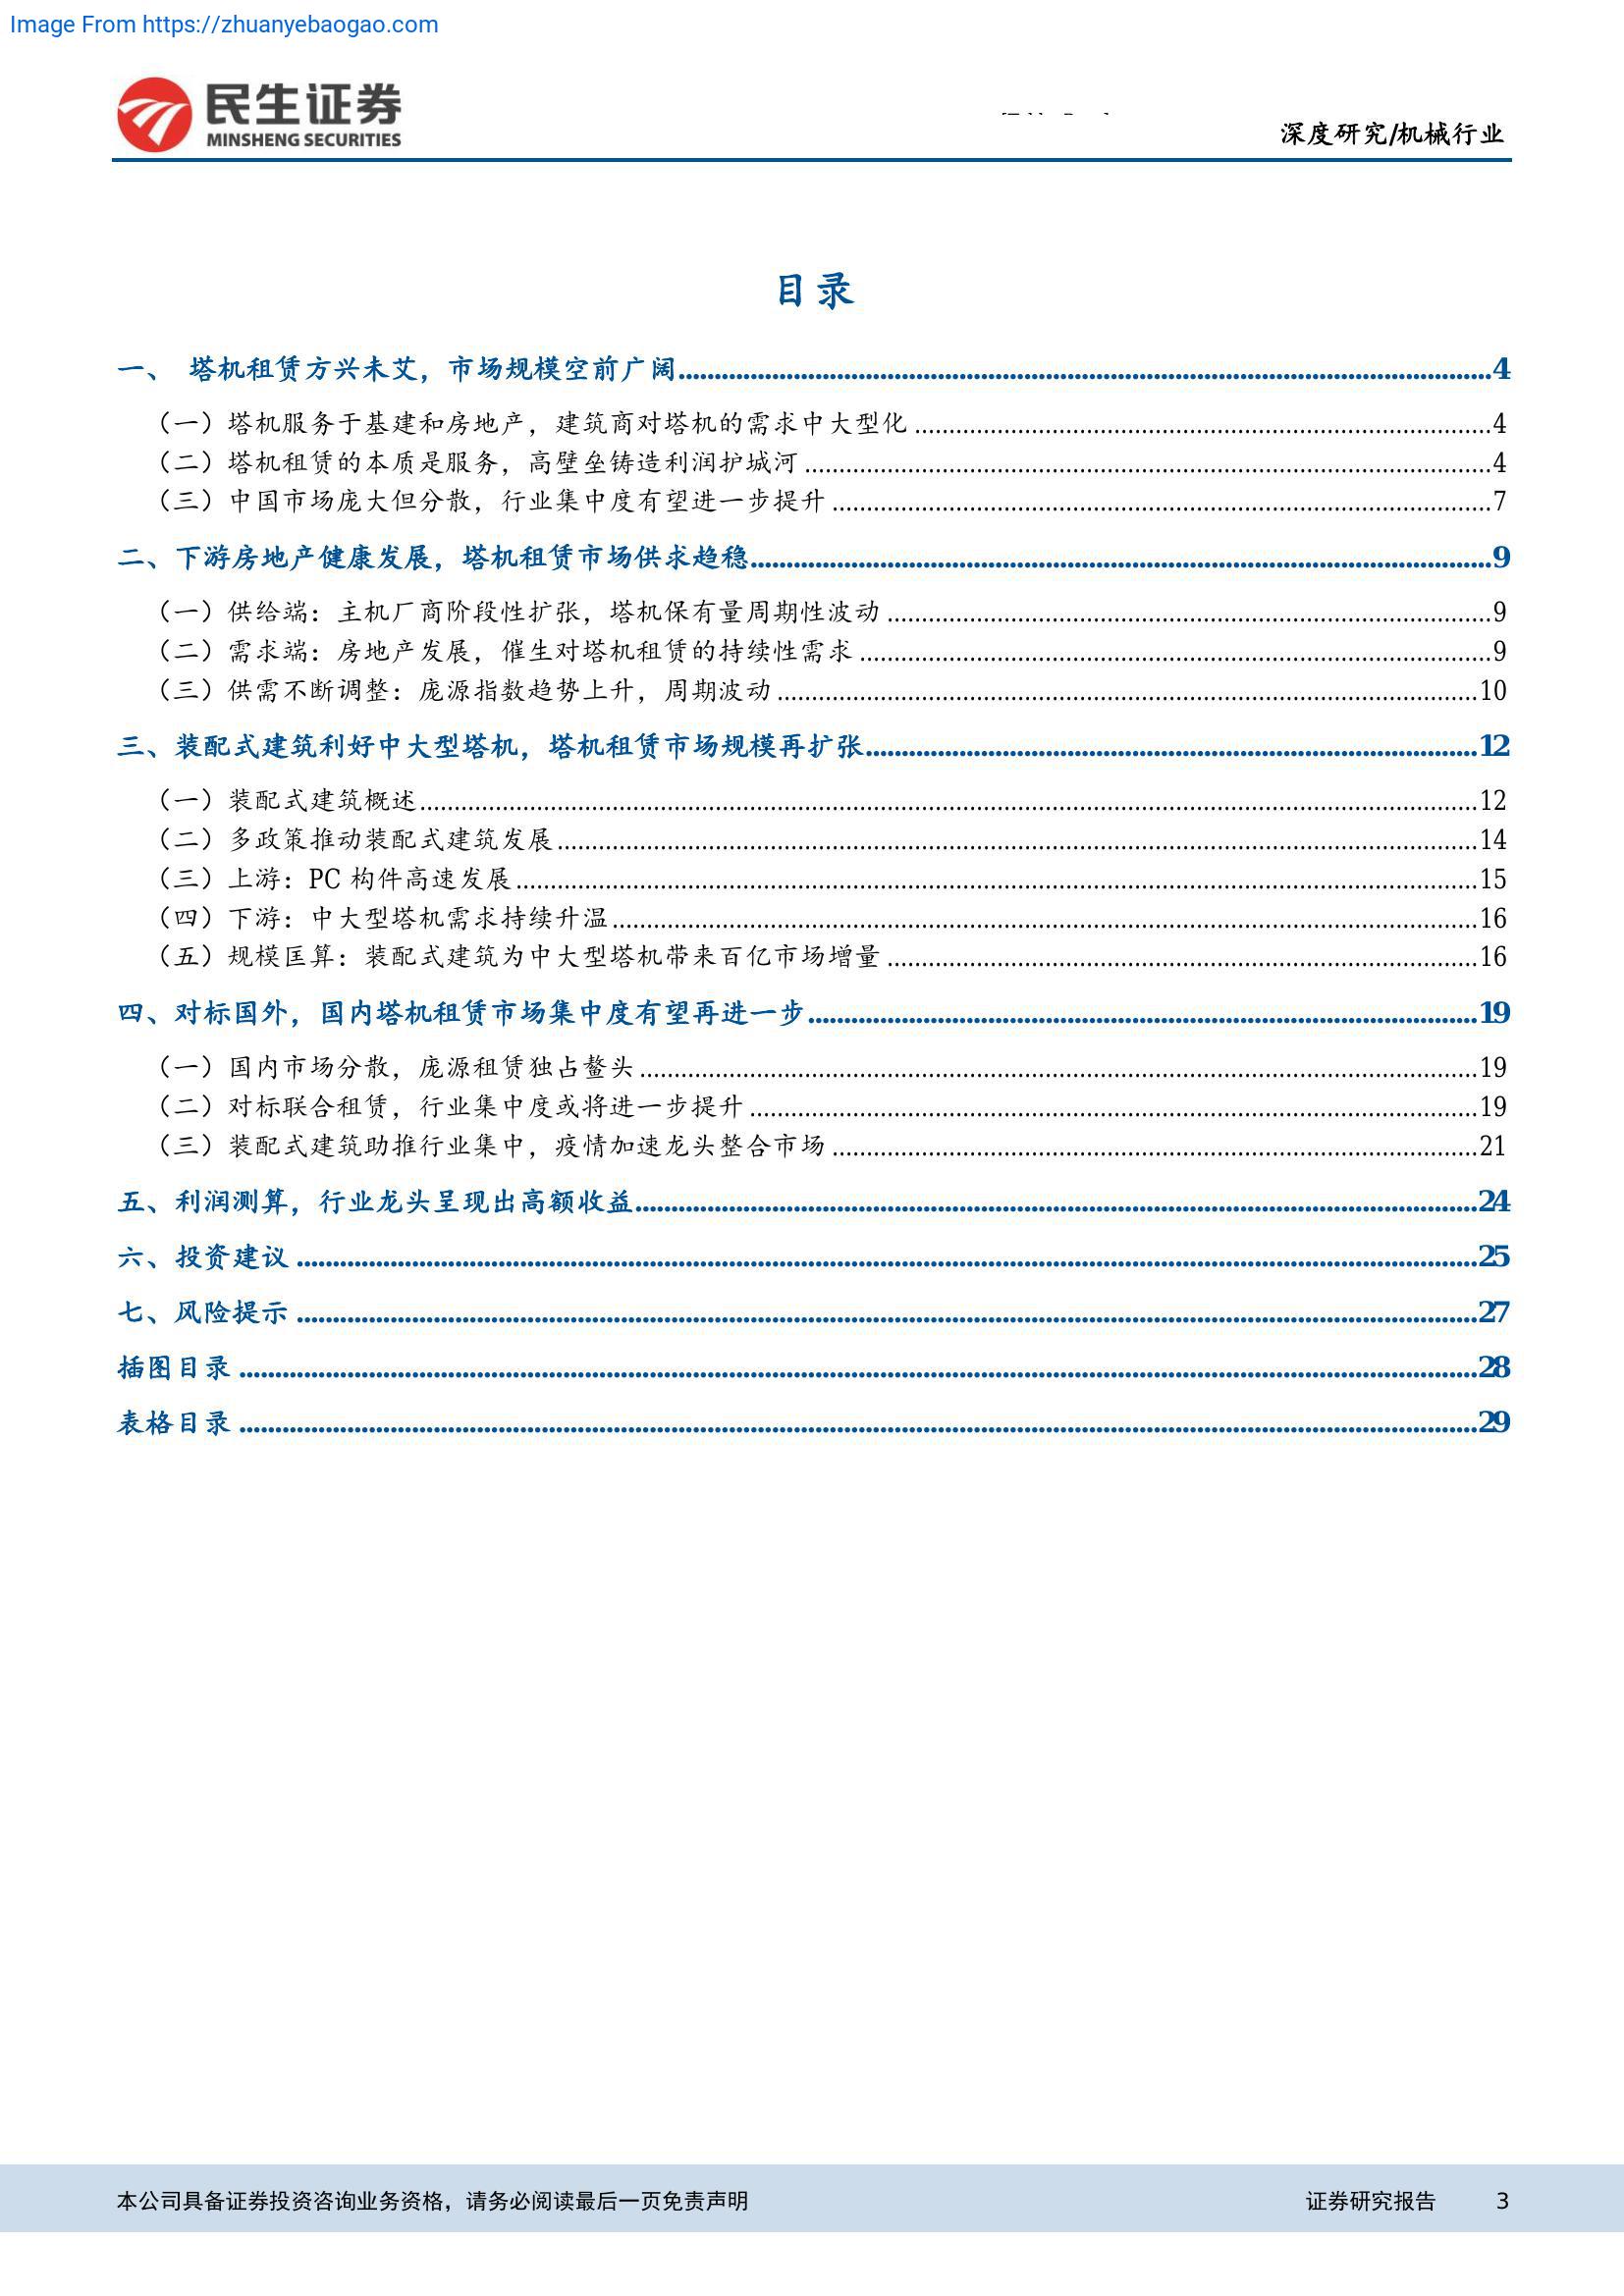 Image From https://zhuanyebaogao.com
民生证券
MINSHENG SECURITIES
深度研究/机械行业
目录
一、 塔机租赁方兴未艾，市场规模空前广阔 4
（一）塔机服务于基建和房地产，建筑商对塔机的需求中大型化 4
（二）塔机租赁的本质是服务，高壁垒铸造利润护城河 4
（三）中国市场庞大但分散，行业集中度有望进一步提升 7
二、下游房地产健康发展，塔机租赁市场供求趋稳 9
（一）供给端：主机厂商阶段性扩张，塔机保有量周期性波动 9
（二）需求端：房地产发展，催生对塔机租赁的持续性需求 9
（三）供需不断调整：庞源指数趋势上升，周期波动 10
三、装配式建筑利好中大型塔机，塔机租赁市场规模再扩张 12
（一）装配式建筑概述 12
（二）多政策推动装配式建筑发展 14
（三）上游：PC 构件高速发展 15
（四）下游：中大型塔机需求持续升温 16
（五）规模匡算：装配式建筑为中大型塔机带来百亿市场增量 16
四、对标国外，国内塔机租赁市场集中度有望再进一步 19
（一）国内市场分散，庞源租赁独占鳌头 19
（二）对标联合租赁，行业集中度或将进一步提升 19
（三）装配式建筑助推行业集中，疫情加速龙头整合市场 21
五、利润测算，行业龙头呈现出高额收益 24
六、投资建议 25
七、风险提示 27
插图目录 28
表格目录 29
本公司具备证券投资咨询业务资格，请务必阅读最后一页免责声明
证券研究报告 3